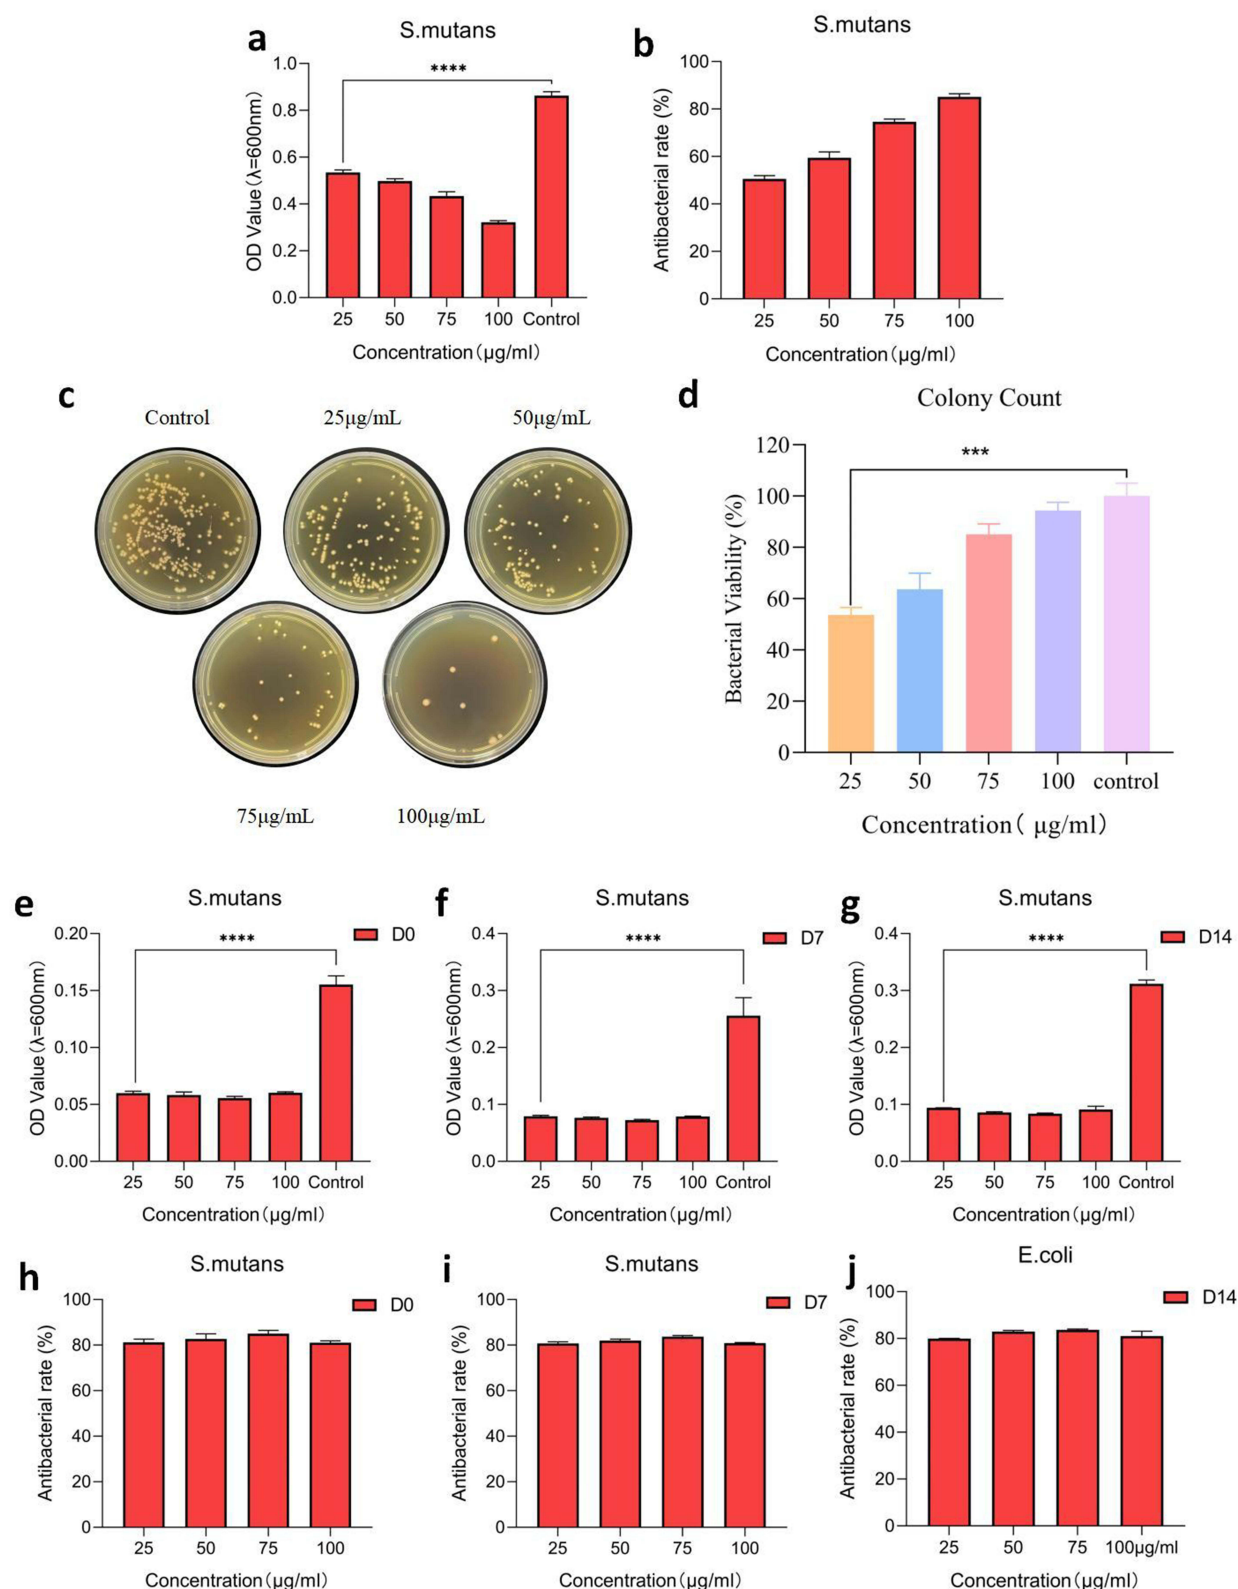 a
S.mutans
OD Value(λ=600nm)
1.0
0.8
0.6
0.4
0.2
0.0
****
25 50 75 100 Control
Concentration(μg/ml)
b
S.mutans
Antibacterial rate (%)
100
80
60
40
20
0
25 50 75 100
Concentration(μg/ml)
c
Control 25μg/mL 50μg/mL
75μg/mL 100μg/mL
d
Colony Count
Bacterial Viability (%)
120
100
80
60
40
20
0
***
25 50 75 100 control
Concentration( μg/ml)
e
S.mutans
D0
OD Value(λ=600nm)
0.20
0.15
0.10
0.05
0.00
****
25 50 75 100 Control
Concentration(μg/ml)
f
S.mutans
D7
OD Value(λ=600nm)
0.4
0.3
0.2
0.1
0.0
****
25 50 75 100 Control
Concentration(μg/ml)
g
S.mutans
D14
OD Value(λ=600nm)
0.4
0.3
0.2
0.1
0.0
****
25 50 75 100 Control
Concentration(μg/ml)
h
S.mutans
D0
Antibacterial rate (%)
100
80
60
40
20
0
25 50 75 100
Concentration(μg/ml)
i
S.mutans
D7
Antibacterial rate (%)
100
80
60
40
20
0
25 50 75 100
Concentration(μg/ml)
j
E.coli
D14
Antibacterial rate (%)
100
80
60
40
20
0
25 50 75 100μg/ml
Concentration(μg/ml)